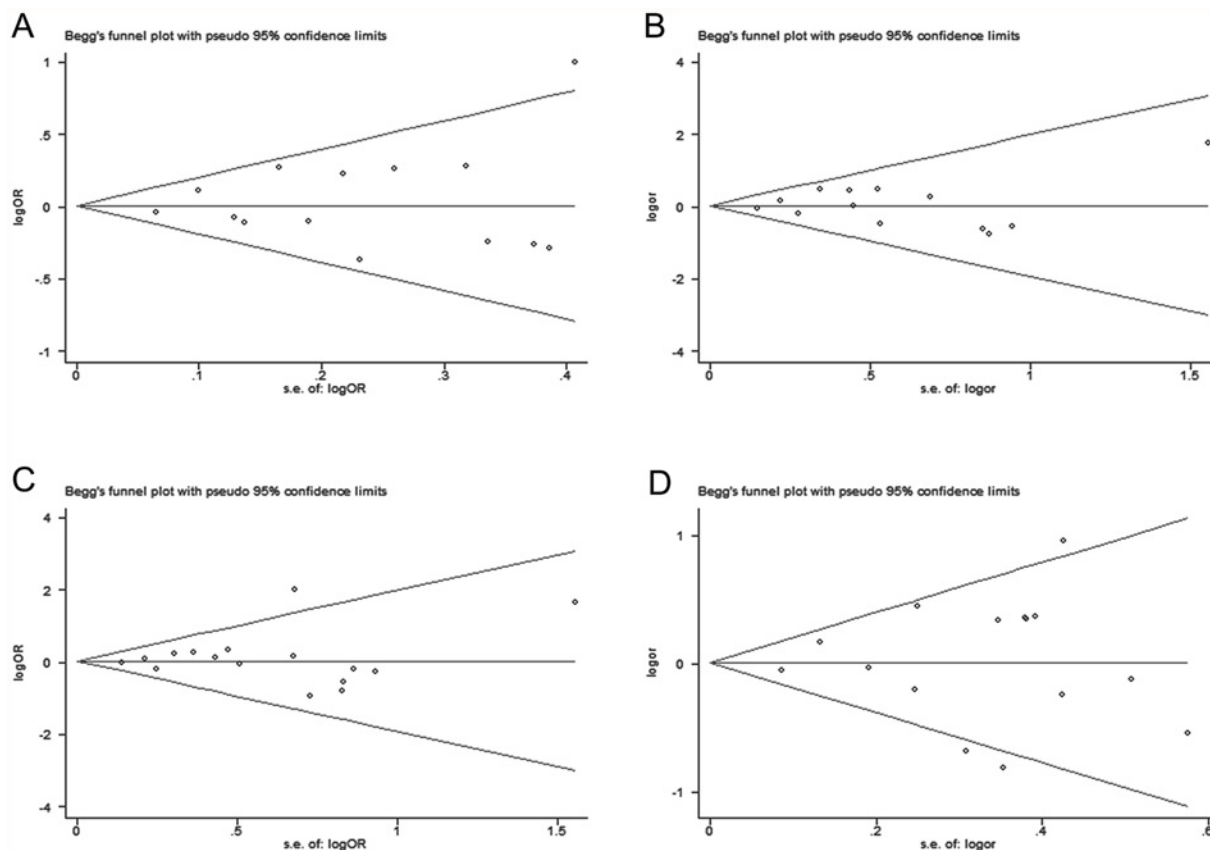 A
Begg's funnel plot with pseudo 95% confidence limits
logOR
1
.5
0
-.5
-1
0 .1 .2 .3 .4
s.e. of: logOR
B
Begg's funnel plot with pseudo 95% confidence limits
logor
4
2
0
-2
-4
0 .5 1 1.5
s.e. of: logor
C
Begg's funnel plot with pseudo 95% confidence limits
logOR
4
2
0
-2
-4
0 .5 1 1.5
s.e. of: logOR
D
Begg's funnel plot with pseudo 95% confidence limits
logor
1
0
-1
0 .2 .4 .6
s.e. of: logor